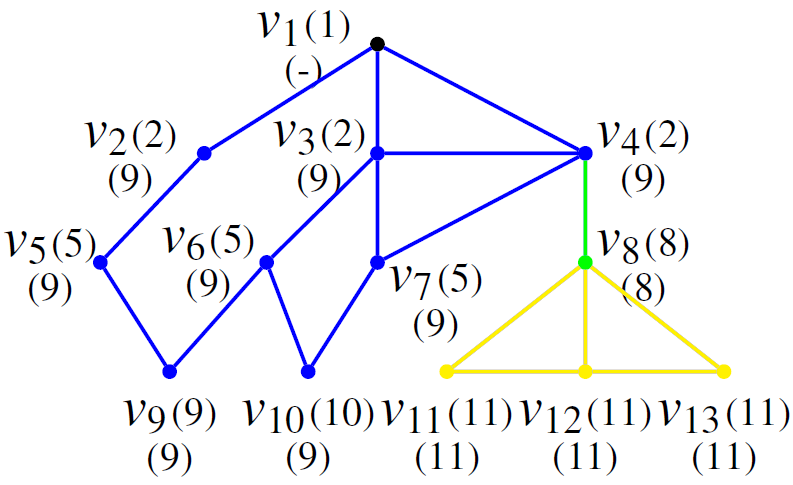 v1(1)
(-)
v2(2)
(9)
v3(2)
(9)
v4(2)
(9)
v5(5)
(9)
v6(5)
(9)
v7(5)
(9)
v8(8)
(8)
v9(9)
(9)
v10(10)
(9)
v11(11)
(11)
v12(11)
(11)
v13(11)
(11)